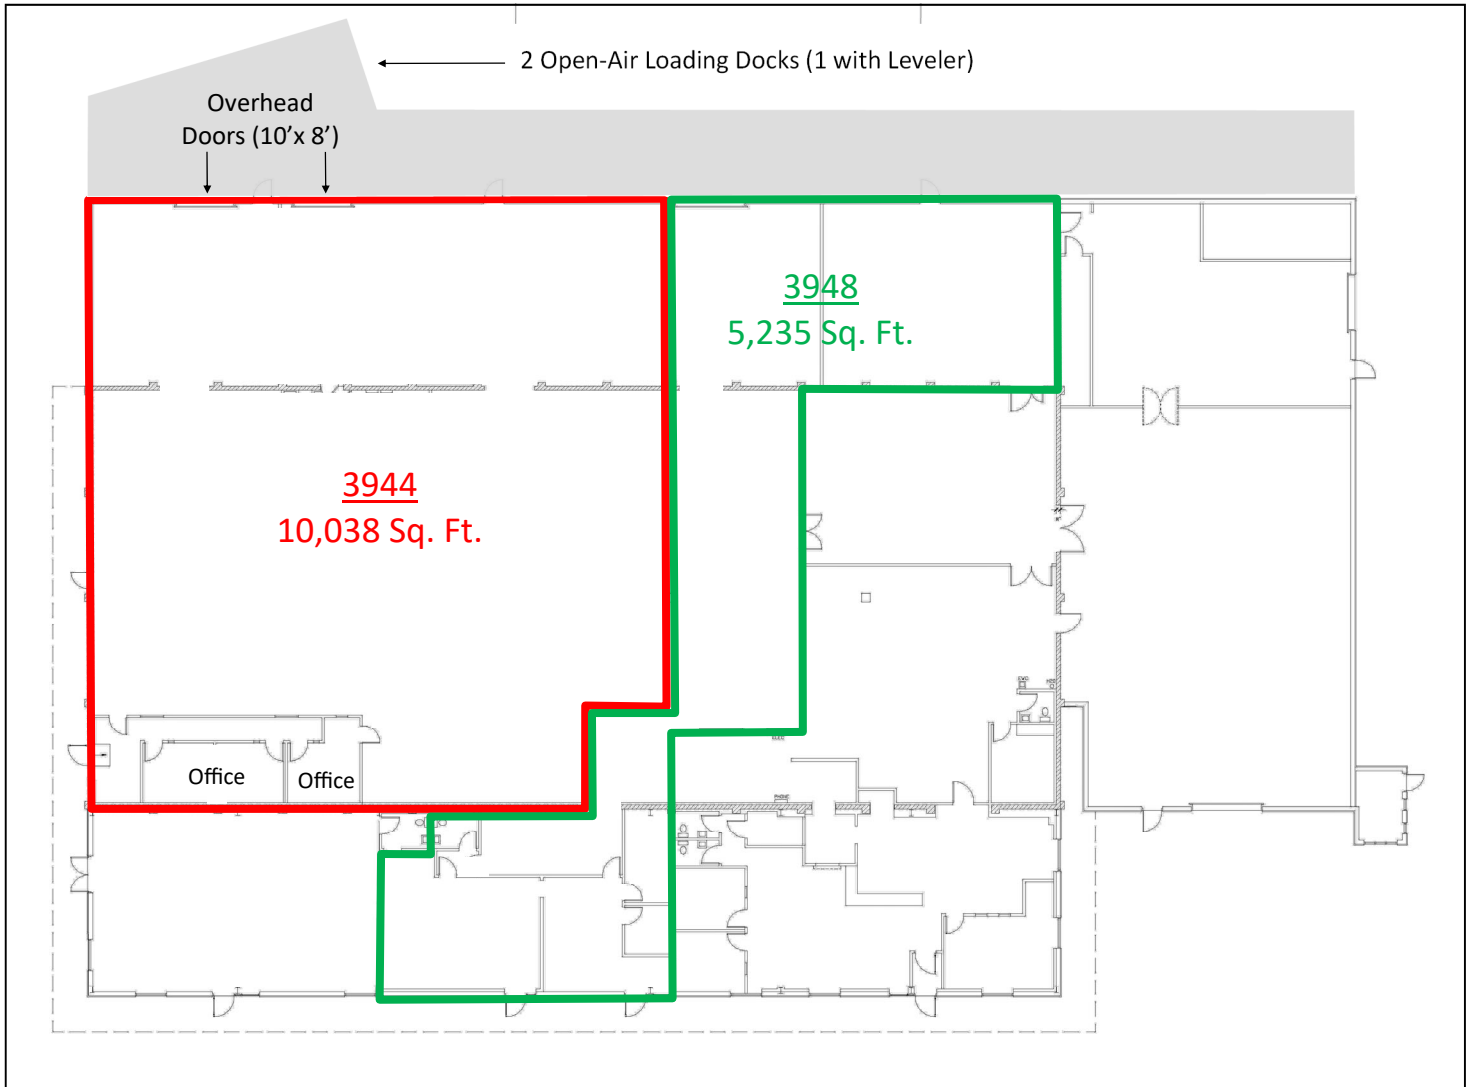 2 Open-Air Loading Docks (1 with Leveler)
Overhead
Doors (10’x 8’)
3948
5,235 Sq. Ft.
3944
10,038 Sq. Ft.
Office
Office
PHONE